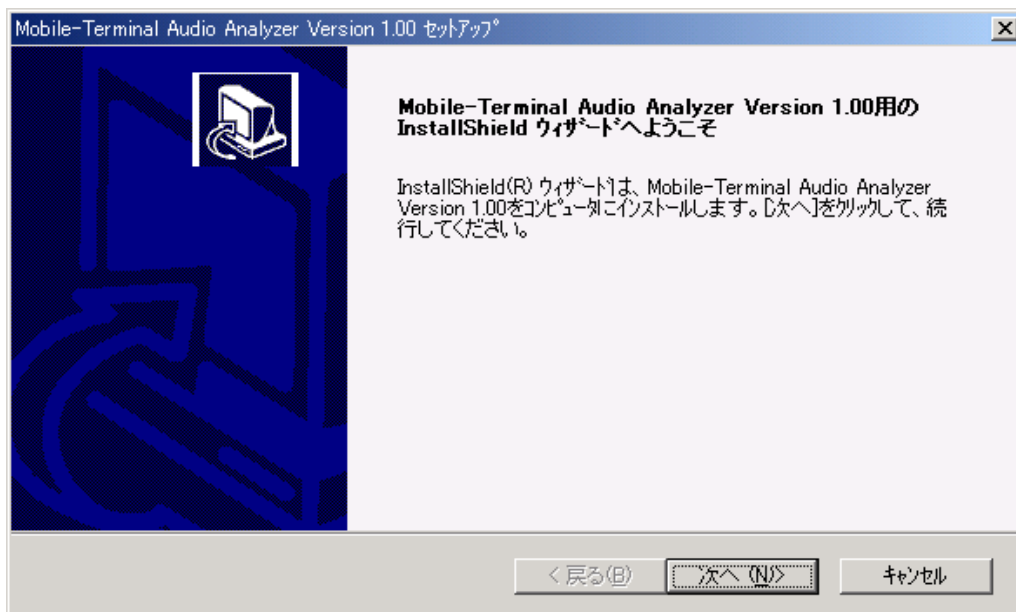 Mobile-Terminal Audio Analyzer Version 1.00 ｾｯﾄｱｯﾌﾟ
Mobile-Terminal Audio Analyzer Version 1.00用の
InstallShield ｳｨｻﾞｰﾄﾞへようこそ
InstallShield(R) ｳｨｻﾞｰﾄﾞは、Mobile-Terminal Audio Analyzer
Version 1.00をｺﾝﾋﾟｭｰﾀにインストールします。[次へ]をｸﾘｯｸして、続
行してください。
< 戻る(B)
次へ (N)>
ｷｬﾝｾﾙ